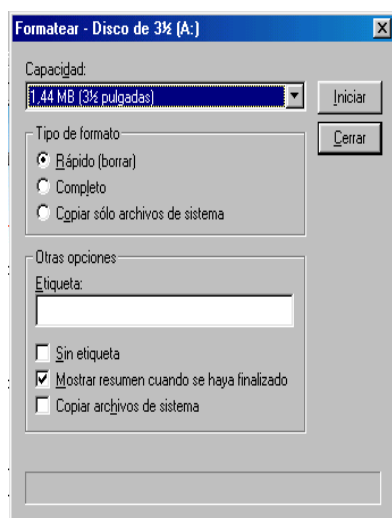 Formatear - Disco de 3½ (A:)
Capacidad:
1,44 MB (3½ pulgadas)
Iniciar
Cerrar
Tipo de formato
Rápido (borrar)
Completo
Copiar sólo archivos de sistema
Otras opciones
Etiqueta:
Sin etiqueta
Mostrar resumen cuando se haya finalizado
Copiar archivos de sistema